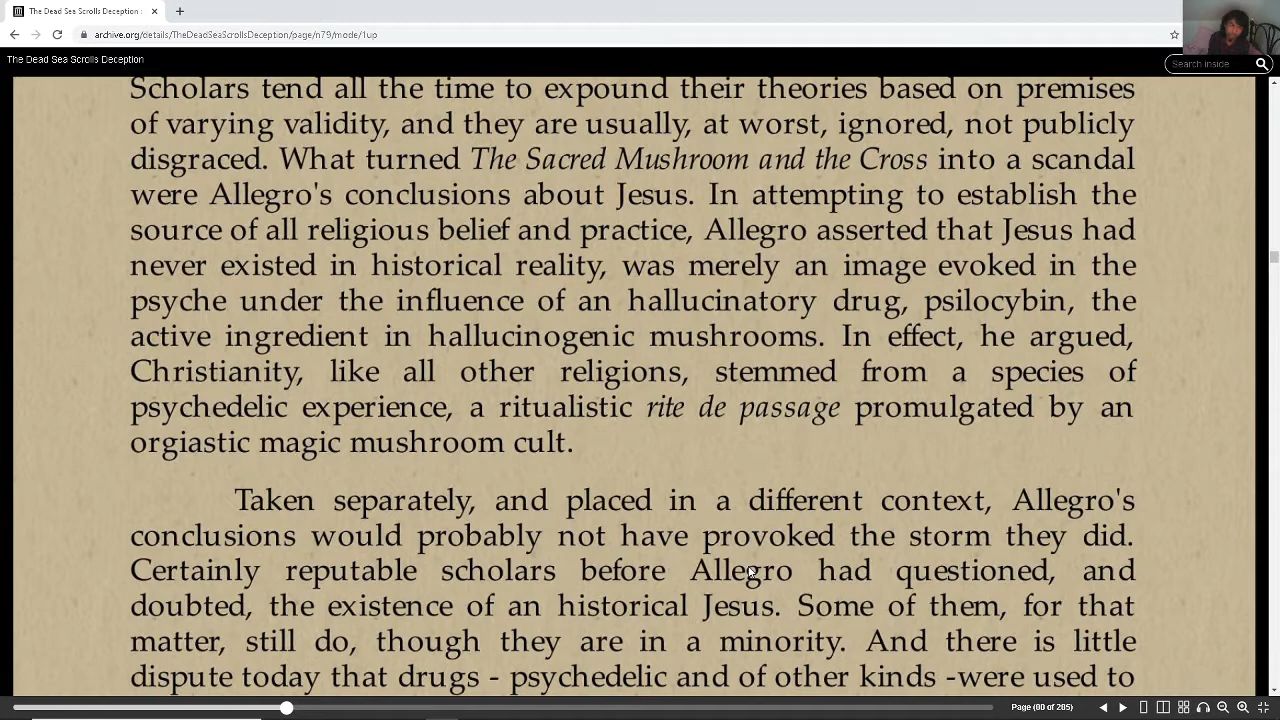 The Dead Sea Scrolls Deception :
archive.org/details/TheDeadSeaScrollsDeception/page/n79/mode/1up
The Dead Sea Scrolls Deception
Search inside
Scholars tend all the time to expound their theories based on premises
of varying validity, and they are usually, at worst, ignored, not publicly
disgraced. What turned The Sacred Mushroom and the Cross into a scandal
were Allegro's conclusions about Jesus. In attempting to establish the
source of all religious belief and practice, Allegro asserted that Jesus had
never existed in historical reality, was merely an image evoked in the
psyche under the influence of an hallucinatory drug, psilocybin, the
active ingredient in hallucinogenic mushrooms. In effect, he argued,
Christianity, like all other religions, stemmed from a species of
psychedelic experience, a ritualistic rite de passage promulgated by an
orgiastic magic mushroom cult.
Taken separately, and placed in a different context, Allegro's
conclusions would probably not have provoked the storm they did.
Certainly reputable scholars before Allegro had questioned, and
doubted, the existence of an historical Jesus. Some of them, for that
matter, still do, though they are in a minority. And there is little
dispute today that drugs - psychedelic and of other kinds -were used to
Page (80 of 285)